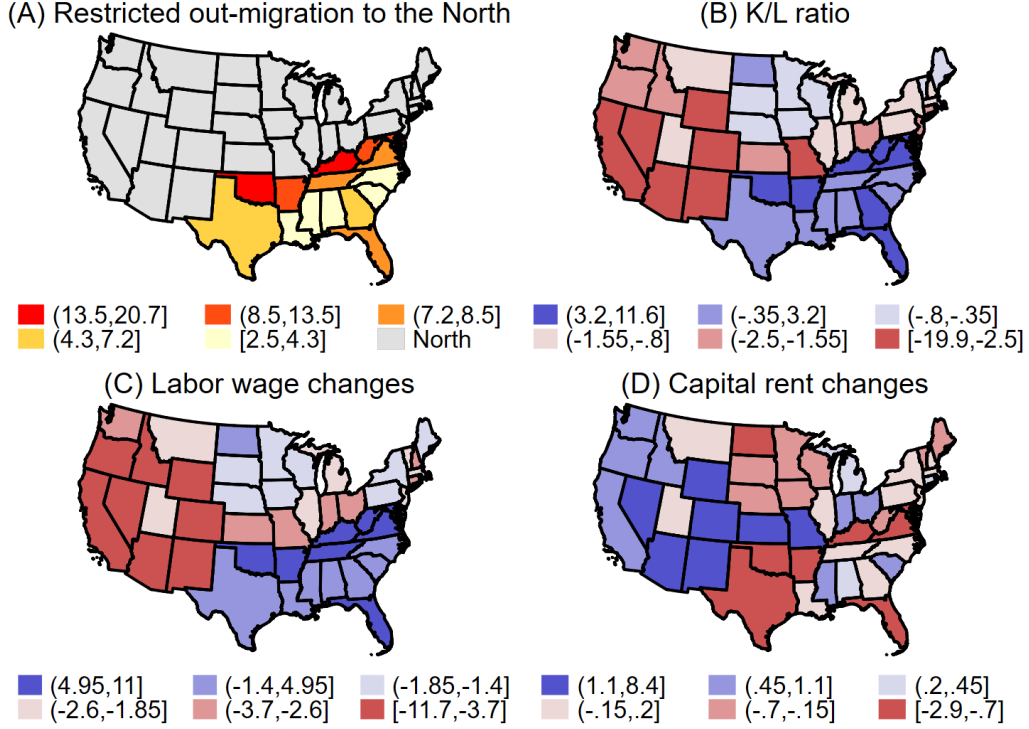 (A) Restricted out-migration to the North
(B) K/L ratio
(13.5,20.7] (8.5,13.5] (7.2,8.5]
(4.3,7.2] [2.5,4.3] North
(3.2,11.6] (-.35,3.2] (-.8,-.35]
(-1.55,-.8] (-2.5,-1.55] [-19.9,-2.5]
(C) Labor wage changes
(D) Capital rent changes
(4.95,11] (-1.4,4.95] (-1.85,-1.4]
(-2.6,-1.85] (-3.7,-2.6] [-11.7,-3.7]
(1.1,8.4] (.45,1.1] (.2,.45]
(-.15,.2] (-.7,-.15] [-2.9,-.7]